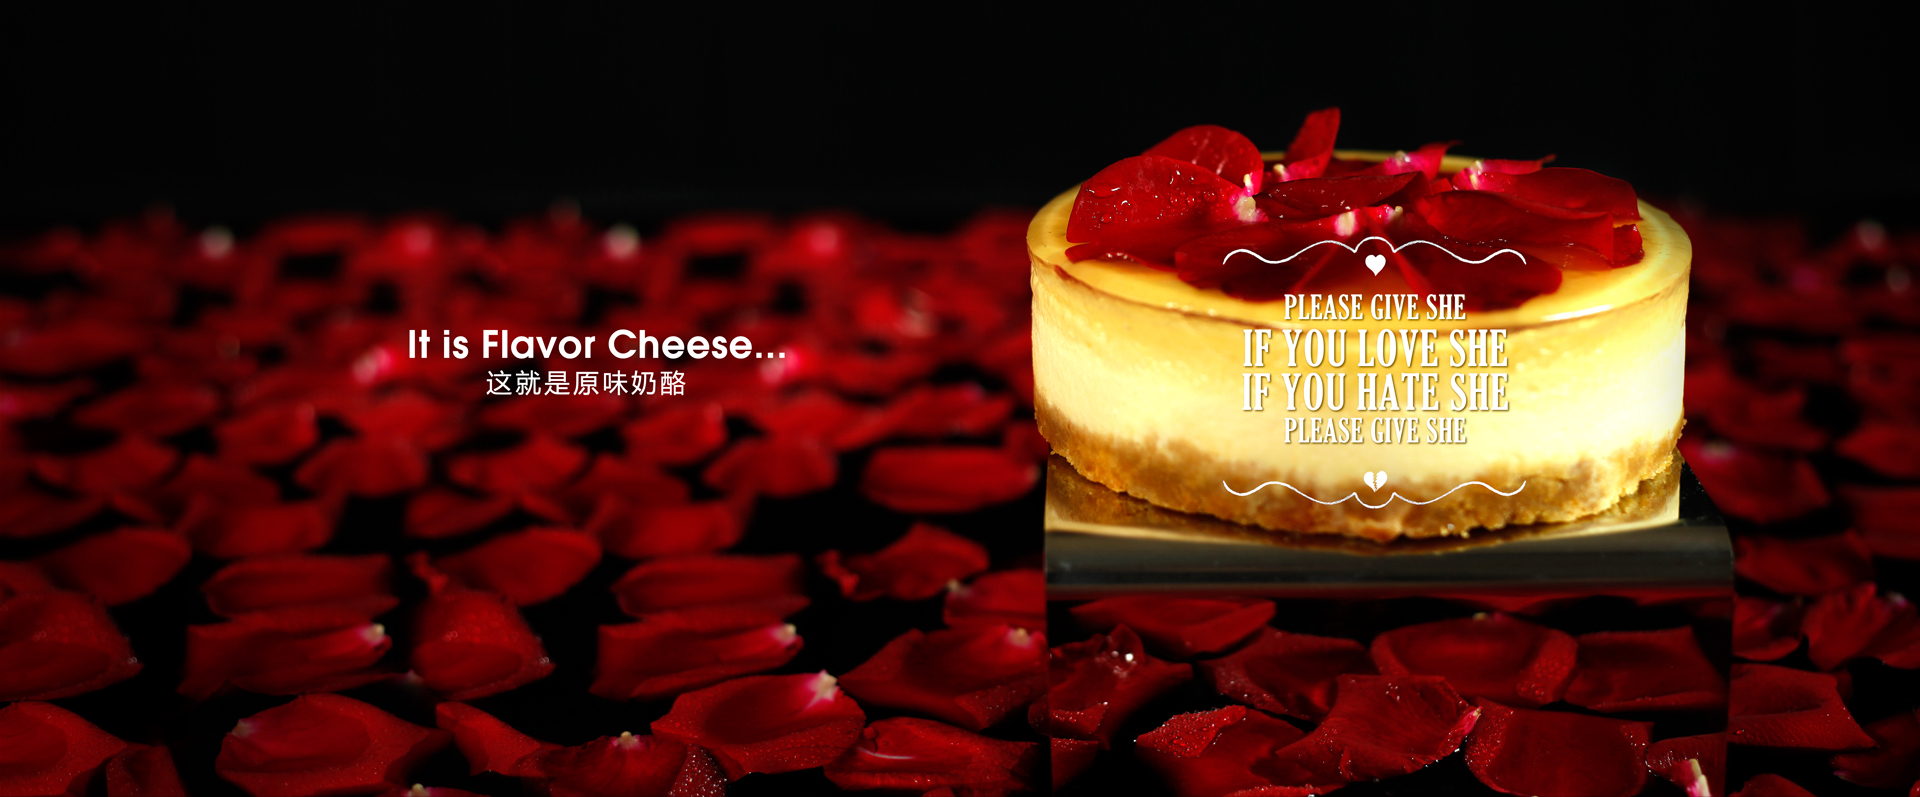 It is Flavor Cheese...
这就是原味奶酪
PLEASE GIVE SHE
IF YOU LOVE SHE
IF YOU HATE SHE
PLEASE GIVE SHE